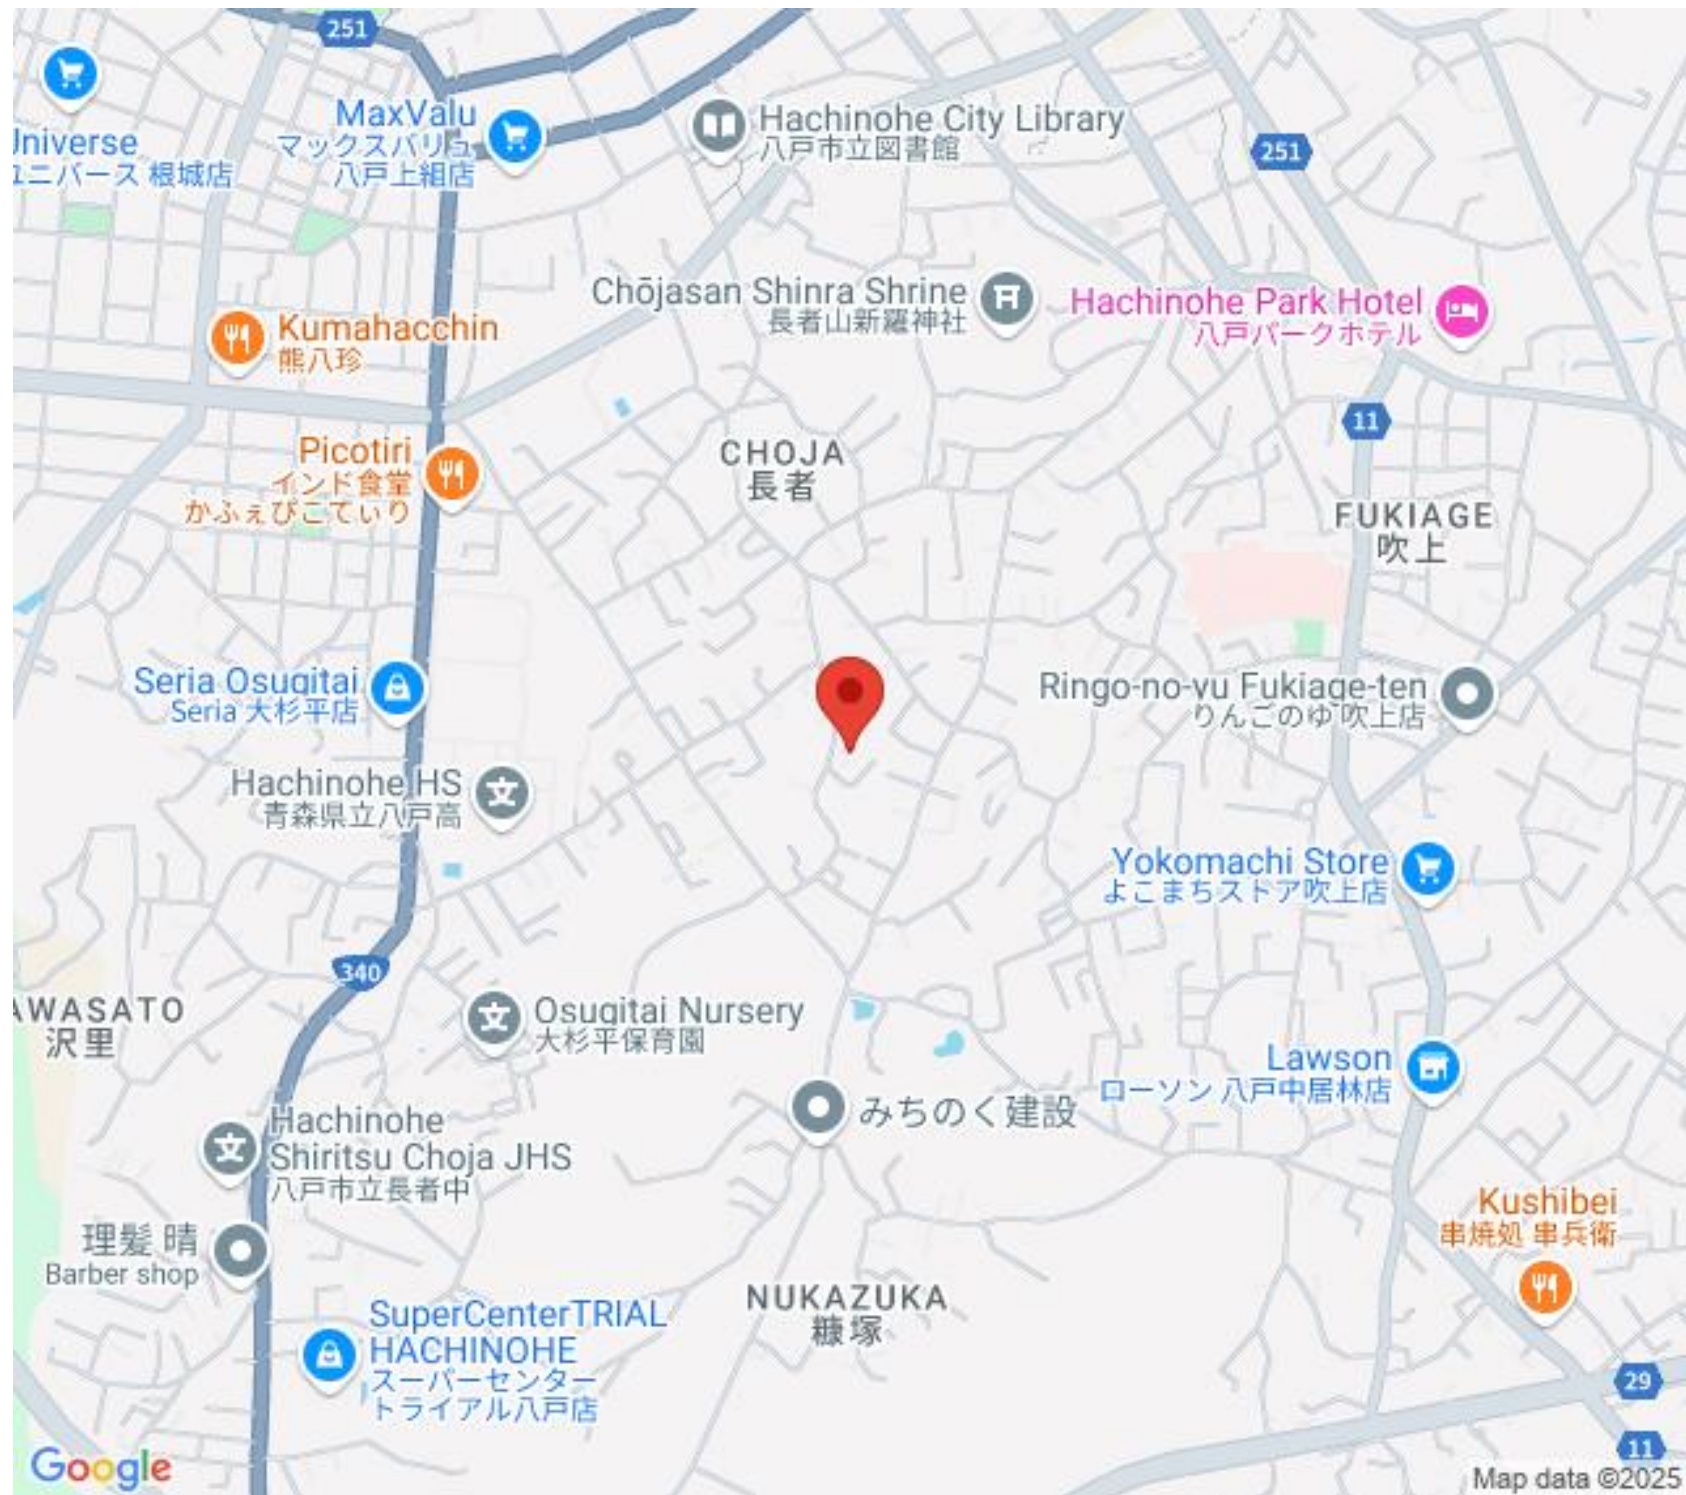 251
MaxValu
マックスバリュ
八戸上組店
Universe
ユニバース 根城店
Hachinohe City Library
八戸市立図書館
251
Chōjasan Shinra Shrine
長者山新羅神社
Hachinohe Park Hotel
八戸パークホテル
Kumahacchin
熊八珍
11
Picotiri
インド食堂
かふぇぴこてぃり
CHOJA
長者
FUKIAGE
吹上
Seria Osugitai
Seria 大杉平店
Ringo-no-yu Fukiage-ten
りんごのゆ 吹上店
Hachinohe HS
青森県立八戸高
Yokomachi Store
よこまちストア吹上店
340
AWASATO
沢里
Osugitai Nursery
大杉平保育園
Lawson
ローソン 八戸中居林店
みちのく建設
Hachinohe
Shiritsu Choja JHS
八戸市立長者中
Kushibei
串焼処 串兵衛
理髪 晴
Barber shop
NUKAZUKA
糠塚
SuperCenterTRIAL
HACHINOHE
スーパーセンター
トライアル八戸店
29
11
Google
Map data ©2025